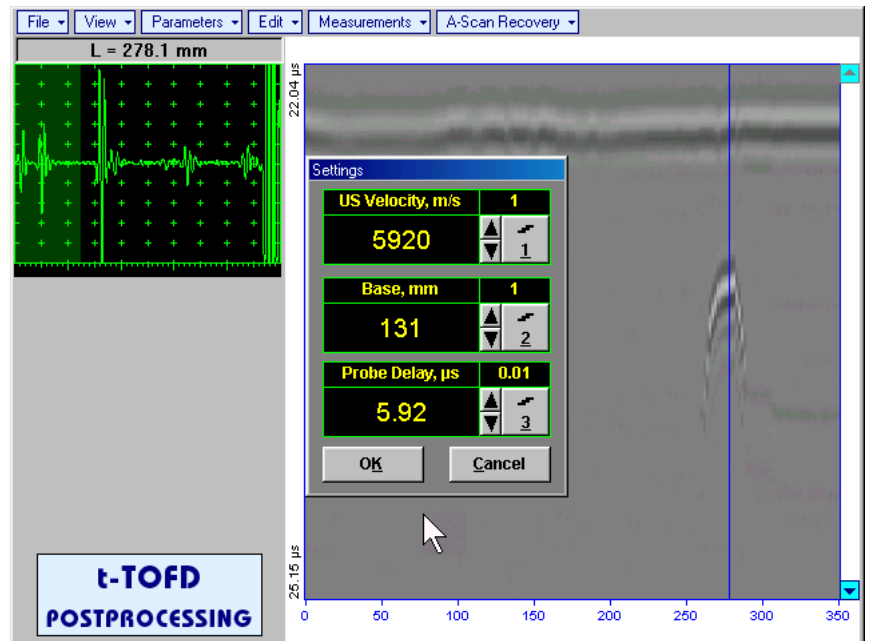 File View Parameters Edit Measurements A-Scan Recovery
L = 278.1 mm
22.04 µs
Settings
US Velocity, m/s 1
5920 1
Base, mm 1
131 2
Probe Delay, µs 0.01
5.92 3
OK Cancel
25.15 µs
t-TOFD
POSTPROCESSING
0 50 100 150 200 250 300 350